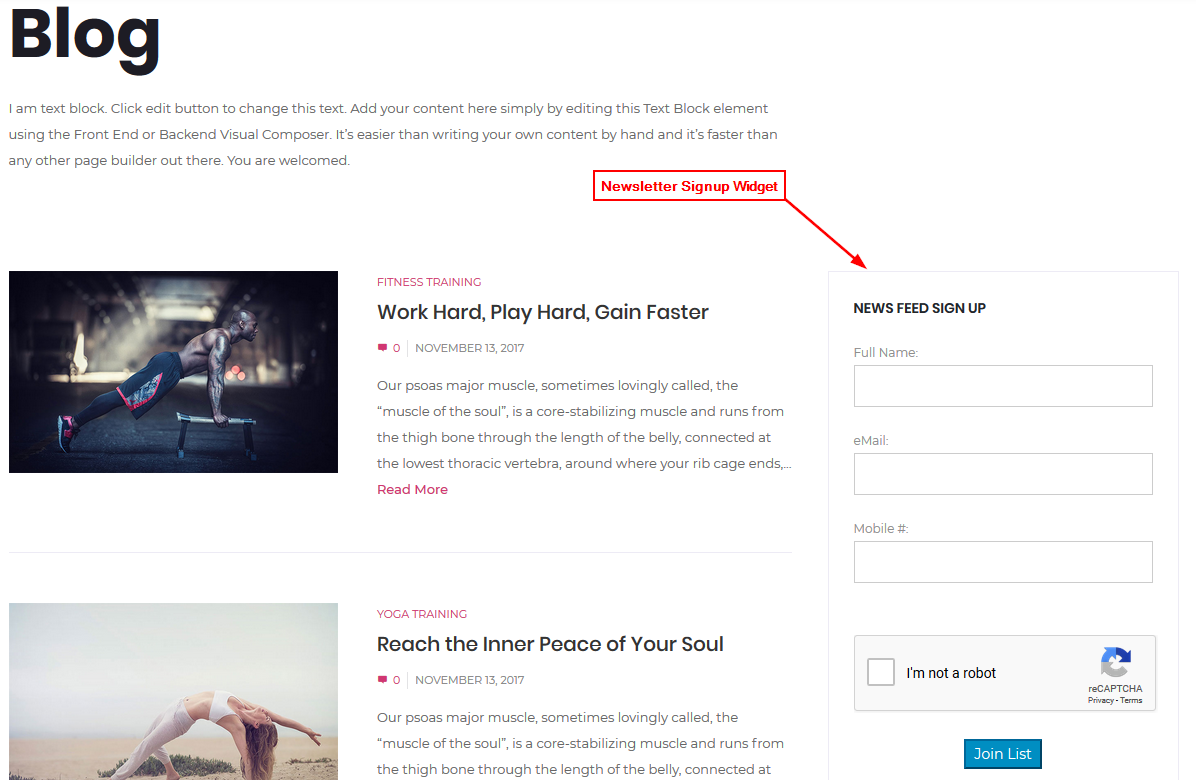 Blog
I am text block. Click edit button to change this text. Add your content here simply by editing this Text Block element
using the Front End or Backend Visual Composer. It’s easier than writing your own content by hand and it’s faster than
any other page builder out there. You are welcomed.
Newsletter Signup Widget
FITNESS TRAINING
Work Hard, Play Hard, Gain Faster
0 NOVEMBER 13, 2017
Our psoas major muscle, sometimes lovingly called, the
“muscle of the soul”, is a core-stabilizing muscle and runs from
the thigh bone through the length of the belly, connected at
the lowest thoracic vertebra, around where your rib cage ends,...
Read More
YOGA TRAINING
Reach the Inner Peace of Your Soul
0 NOVEMBER 13, 2017
Our psoas major muscle, sometimes lovingly called, the
“muscle of the soul”, is a core-stabilizing muscle and runs from
the thigh bone through the length of the belly, connected at
NEWS FEED SIGN UP
Full Name:
eMail:
Mobile #:
I'm not a robot
reCAPTCHA
Privacy - Terms
Join List